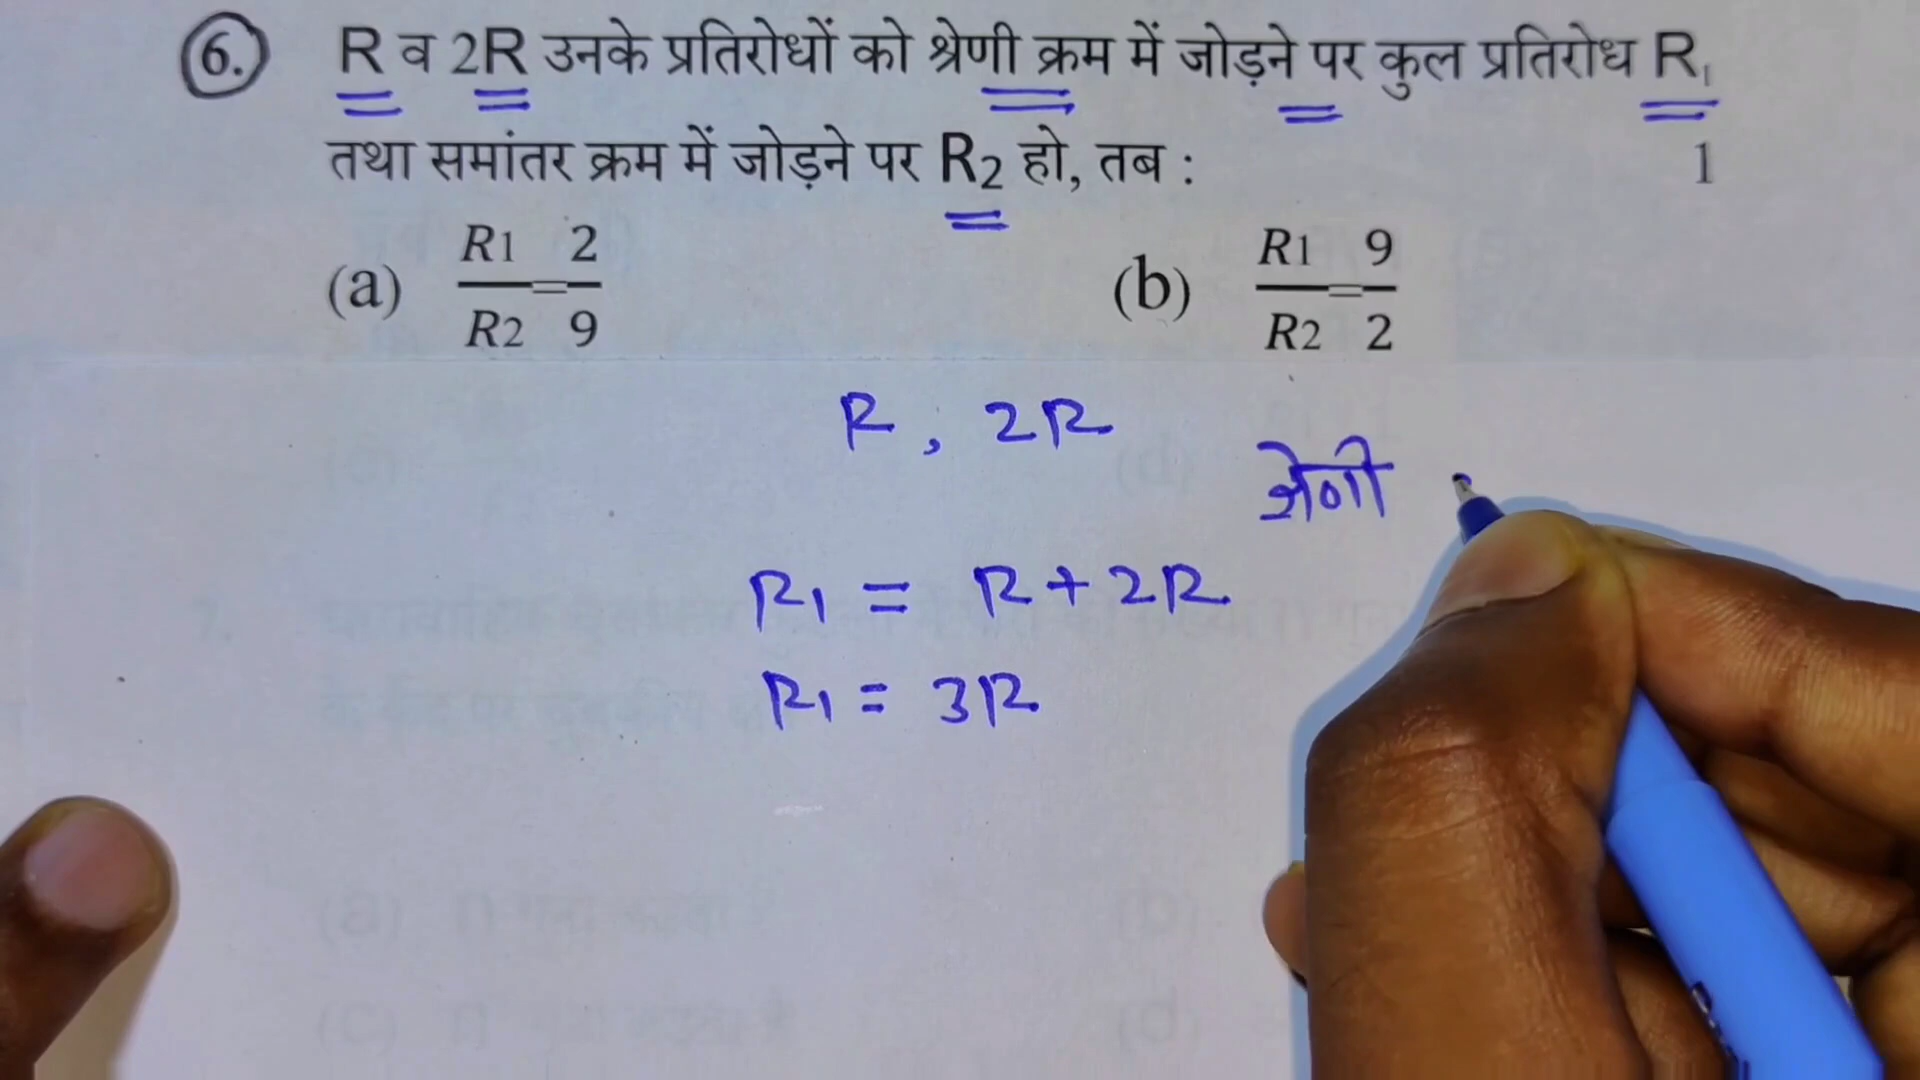 6. R व 2R उनके प्रतिरोधों को श्रेणी क्रम में जोड़ने पर कुल प्रतिरोध R₁
तथा समांतर क्रम में जोड़ने पर R2 हो, तब : 1
(a) R1/R2 = 2/9 (b) R1/R2 = 9/2
R, 2R
श्रेणी
R₁ = R + 2R
R₁ = 3R